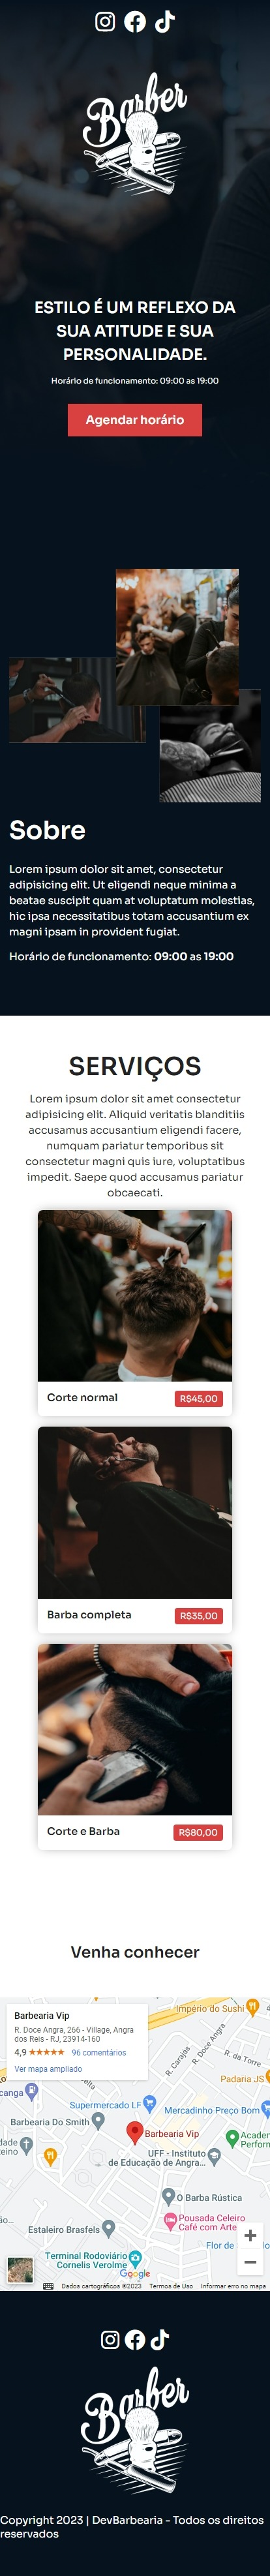 Barber
ESTILO É UM REFLEXO DA
SUA ATITUDE E SUA
PERSONALIDADE.
Horário de funcionamento: 09:00 as 19:00
Agendar horário
Sobre
Lorem ipsum dolor sit amet, consectetur
adipisicing elit. Ut eligendi neque minima a
beatae suscipit quam at voluptatum molestias,
hic ipsa necessitatibus totam accusantium ex
magni ipsam in provident fugiat.
Horário de funcionamento: 09:00 as 19:00
SERVIÇOS
Lorem ipsum dolor sit amet consectetur
adipisicing elit. Aliquid veritatis blanditiis
accusamus accusantium eligendi facere,
numquam pariatur temporibus sit
consectetur magni quis iure, voluptatibus
impedit. Saepe quod accusamus pariatur
obcaecati.
Corte normal R$45,00
Barba completa R$35,00
Corte e Barba R$80,00
Venha conhecer
Barbearia Vip
R. Doce Angra, 266 - Village, Angra
dos Reis - RJ, 23914-160
4,9 96 comentários
Ver mapa ampliado
Império do Sushi
R. Carajás
R. Doce Angra
R. da Torre
Padaria JS
canga
Supermercado LF
Mercadinho Preço Bom
Barbearia Do Smith
Barbearia Vip
Academ
Perform
dade
teino
UFF - Instituto
de Educação de Angra...
O Barba Rústica
ão...
Estaleiro Brasfels
Pousada Celeiro
Café com Arte
Flor de
Terminal Rodoviário
Cornelis Verolme
Google
Dados cartográficos ©2023 Termos de Uso Informar erro no mapa
Barber
Copyright 2023 | DevBarbearia - Todos os direitos
reservados